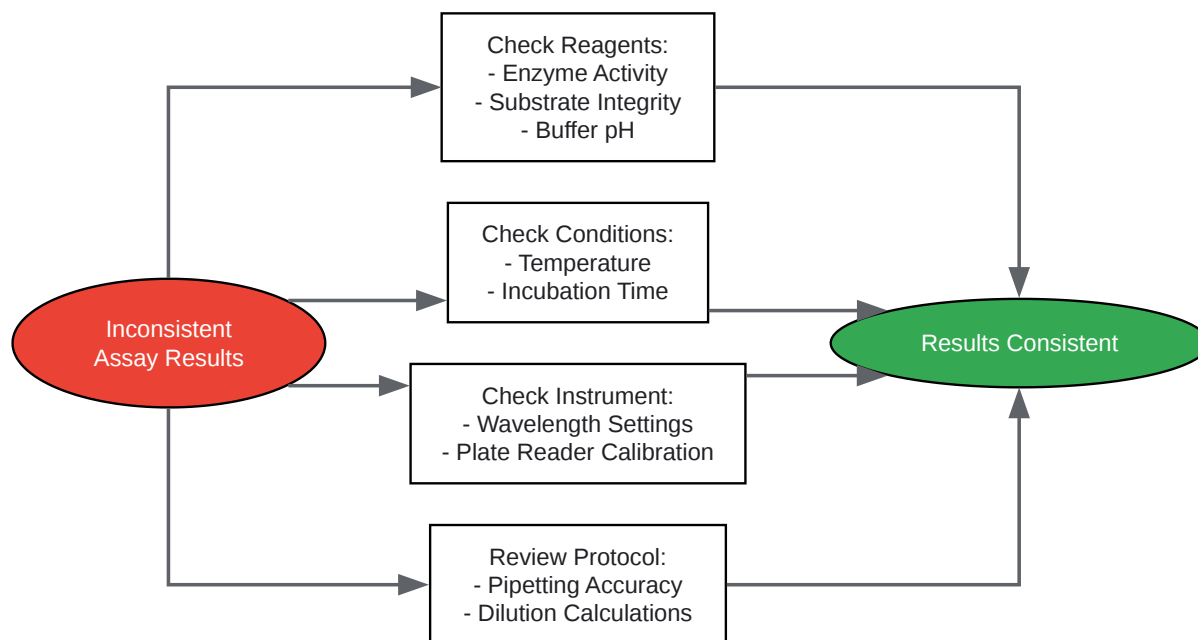 Check Reagents:
- Enzyme Activity
- Substrate Integrity
- Buffer pH
Check Conditions:
- Temperature
- Incubation Time
Inconsistent
Assay Results
Results Consistent
Check Instrument:
- Wavelength Settings
- Plate Reader Calibration
Review Protocol:
- Pipetting Accuracy
- Dilution Calculations